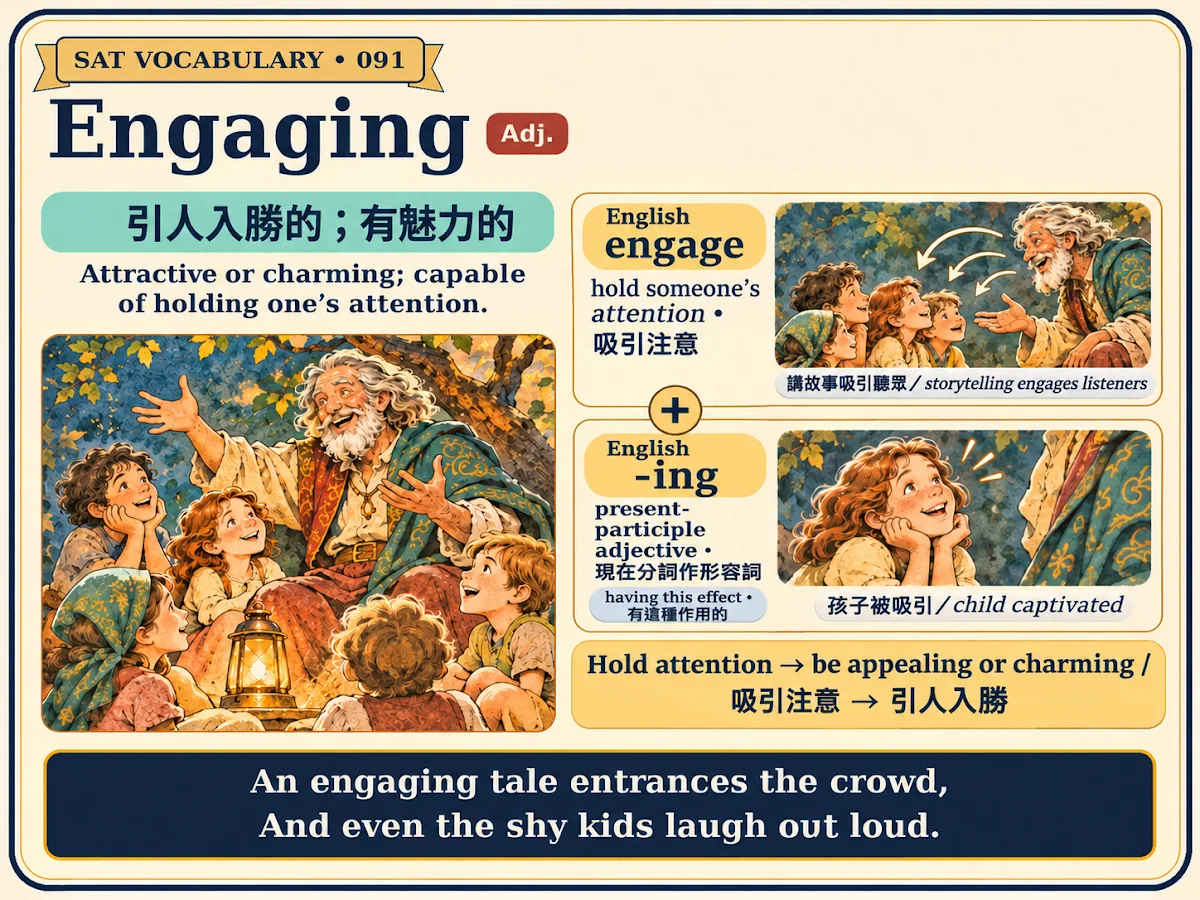 SAT VOCABULARY • 091
Engaging
Adj.
引人入勝的；有魅力的
Attractive or charming; capable
of holding one’s attention.
English
engage
hold someone’s
attention •
吸引注意
講故事吸引聽眾 / storytelling engages listeners
+
English
-ing
present-
participle
adjective •
現在分詞作形容詞
having this effect •
有這種作用的
孩子被吸引 / child captivated
Hold attention → be appealing or charming /
吸引注意 → 引人入勝
An engaging tale entrances the crowd,
And even the shy kids laugh out loud.